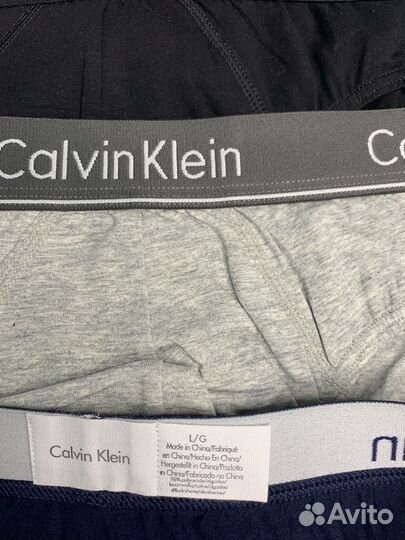 CalvinKlein
Ca
Calvin Klein
L/G
Made in China/Fabriqué
en Chine/Hecho En China/
Hergestellt in China/Prodotto
in China/Fabricado na China
Avito